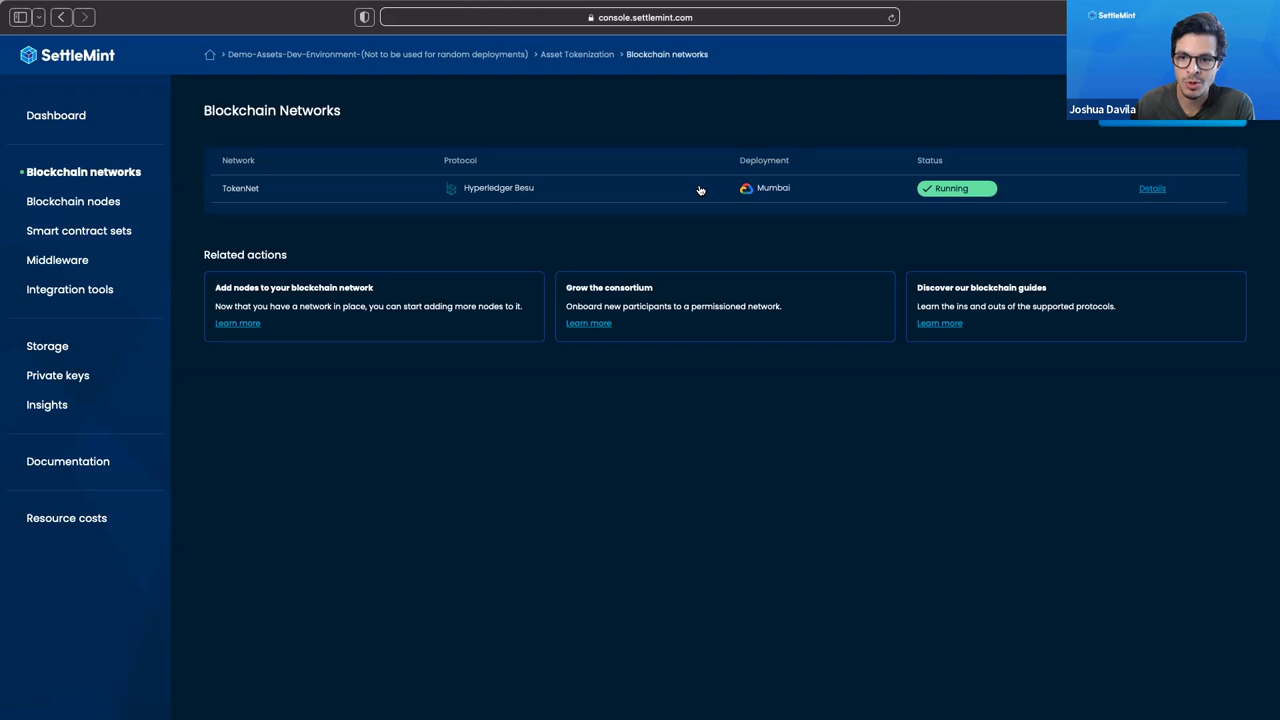 console.settlemint.com
SettleMint
SettleMint
> Demo-Assets-Dev-Environment-(Not to be used for random deployments) > Asset Tokenization > Blockchain networks
Joshua Davila
Dashboard
Blockchain networks
Blockchain nodes
Smart contract sets
Middleware
Integration tools
Storage
Private keys
Insights
Documentation
Resource costs
Blockchain Networks
Network Protocol Deployment Status
TokenNet Hyperledger Besu Mumbai Running Details
Related actions
Add nodes to your blockchain network
Now that you have a network in place, you can start adding more nodes to it.
Learn more
Grow the consortium
Onboard new participants to a permissioned network.
Learn more
Discover our blockchain guides
Learn the ins and outs of the supported protocols.
Learn more